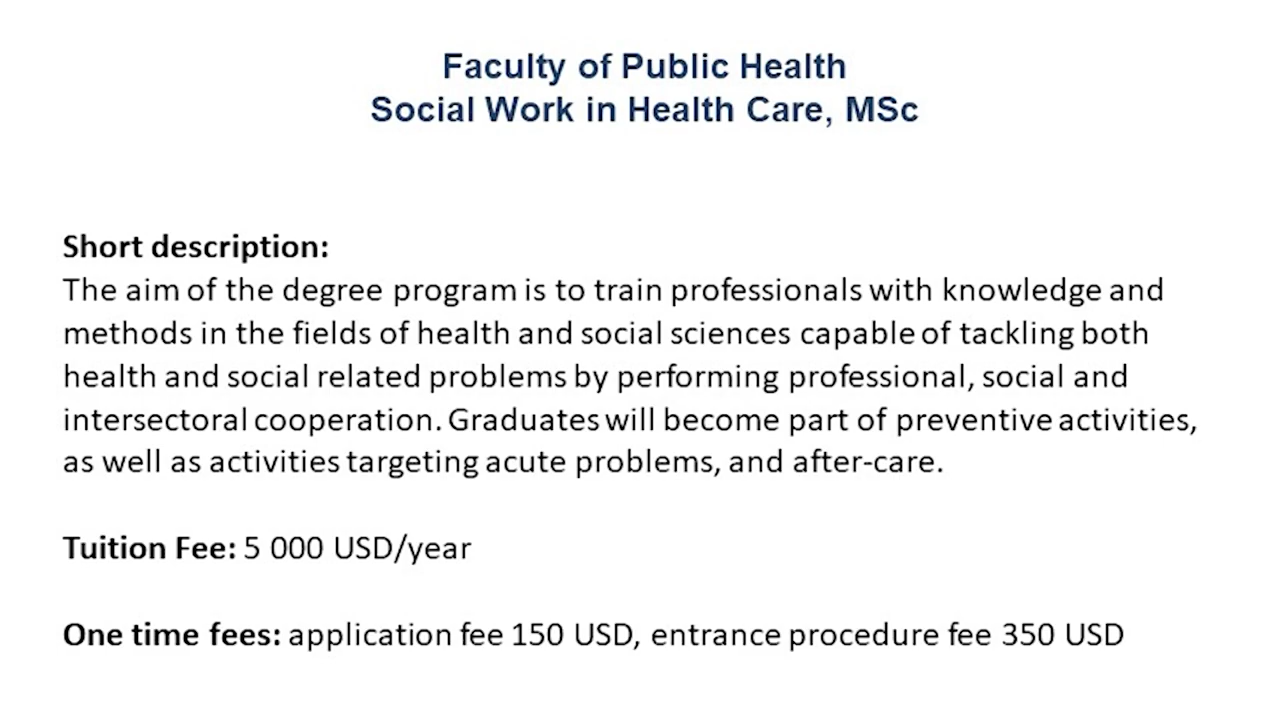 Faculty of Public Health
Social Work in Health Care, MSc
Short description:
The aim of the degree program is to train professionals with knowledge and
methods in the fields of health and social sciences capable of tackling both
health and social related problems by performing professional, social and
intersectoral cooperation. Graduates will become part of preventive activities,
as well as activities targeting acute problems, and after-care.
Tuition Fee: 5 000 USD/year
One time fees: application fee 150 USD, entrance procedure fee 350 USD